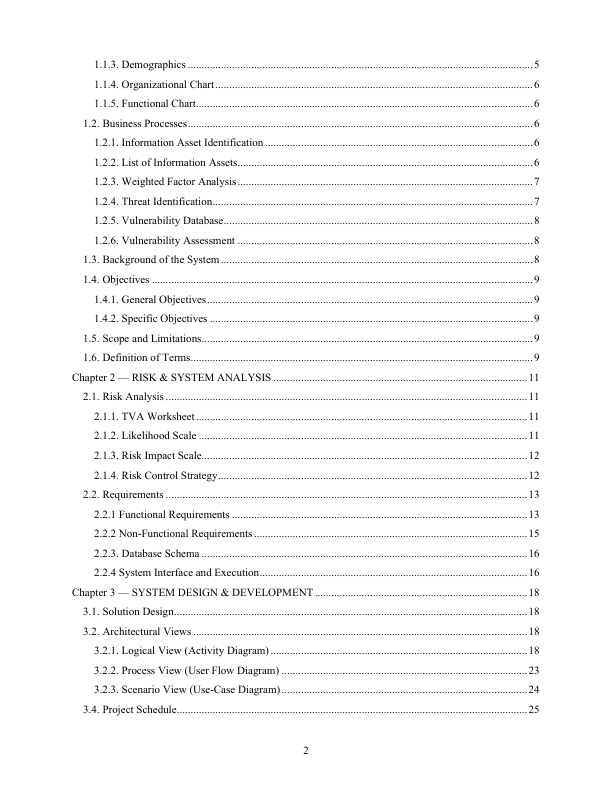 1.1.3. Demographics ........ 5
1.1.4. Organizational Chart ........ 6
1.1.5. Functional Chart ........ 6
1.2. Business Processes ........ 6
1.2.1. Information Asset Identification ........ 6
1.2.2. List of Information Assets ........ 6
1.2.3. Weighted Factor Analysis ........ 7
1.2.4. Threat Identification ........ 7
1.2.5. Vulnerability Database ........ 8
1.2.6. Vulnerability Assessment ........ 8
1.3. Background of the System ........ 8
1.4. Objectives ........ 9
1.4.1. General Objectives ........ 9
1.4.2. Specific Objectives ........ 9
1.5. Scope and Limitations ........ 9
1.6. Definition of Terms ........ 9
Chapter 2 — RISK & SYSTEM ANALYSIS ........ 11
2.1. Risk Analysis ........ 11
2.1.1. TVA Worksheet ........ 11
2.1.2. Likelihood Scale ........ 11
2.1.3. Risk Impact Scale ........ 12
2.1.4. Risk Control Strategy ........ 12
2.2. Requirements ........ 13
2.2.1 Functional Requirements ........ 13
2.2.2 Non-Functional Requirements ........ 15
2.2.3. Database Schema ........ 16
2.2.4 System Interface and Execution ........ 16
Chapter 3 — SYSTEM DESIGN & DEVELOPMENT ........ 18
3.1. Solution Design ........ 18
3.2. Architectural Views ........ 18
3.2.1. Logical View (Activity Diagram) ........ 18
3.2.2. Process View (User Flow Diagram) ........ 23
3.2.3. Scenario View (Use-Case Diagram) ........ 24
3.4. Project Schedule ........ 25
2